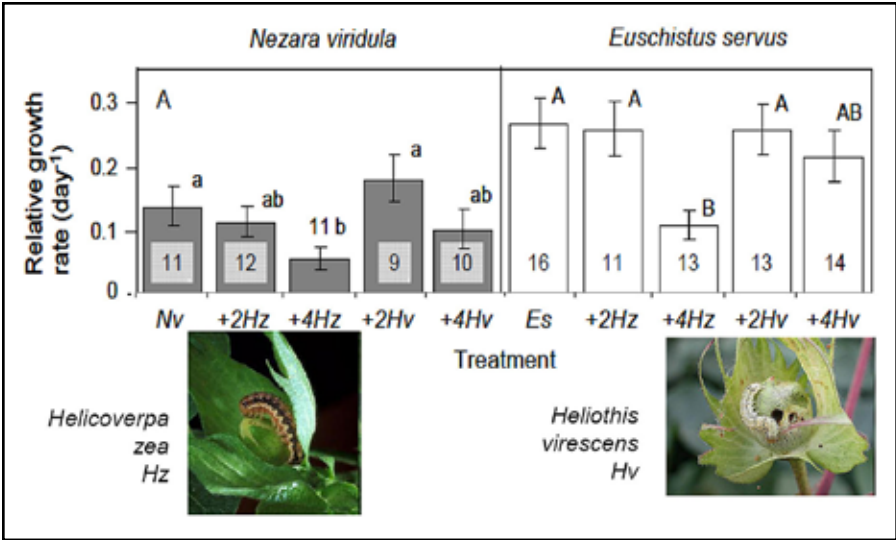 Nezara viridula Euschistus servus
Relative growth
rate (day⁻¹)
0.3
0.2
0.1
0
A
a ab 11 b a ab A A B A AB
11 12 9 10 16 11 13 13 14
Nv +2Hz +4Hz +2Hv +4Hv Es +2Hz +4Hz +2Hv +4Hv
Treatment
Helicoverpa
zea
Hz
Heliothis
virescens
Hv